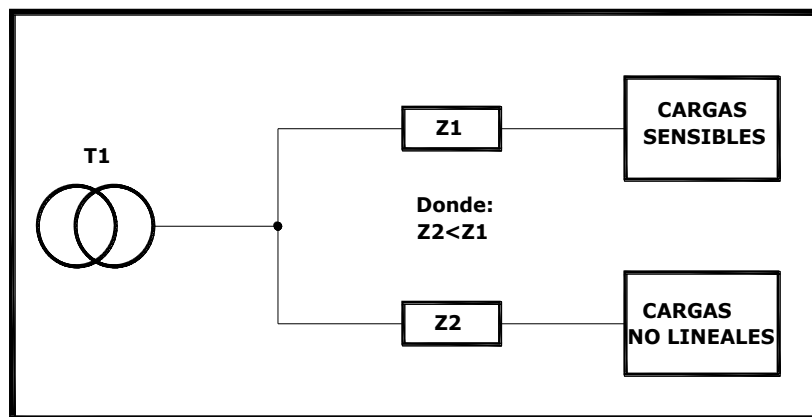 CARGAS
SENSIBLES
Z1
T1
Donde:
Z2<Z1
Z2
CARGAS
NO LINEALES